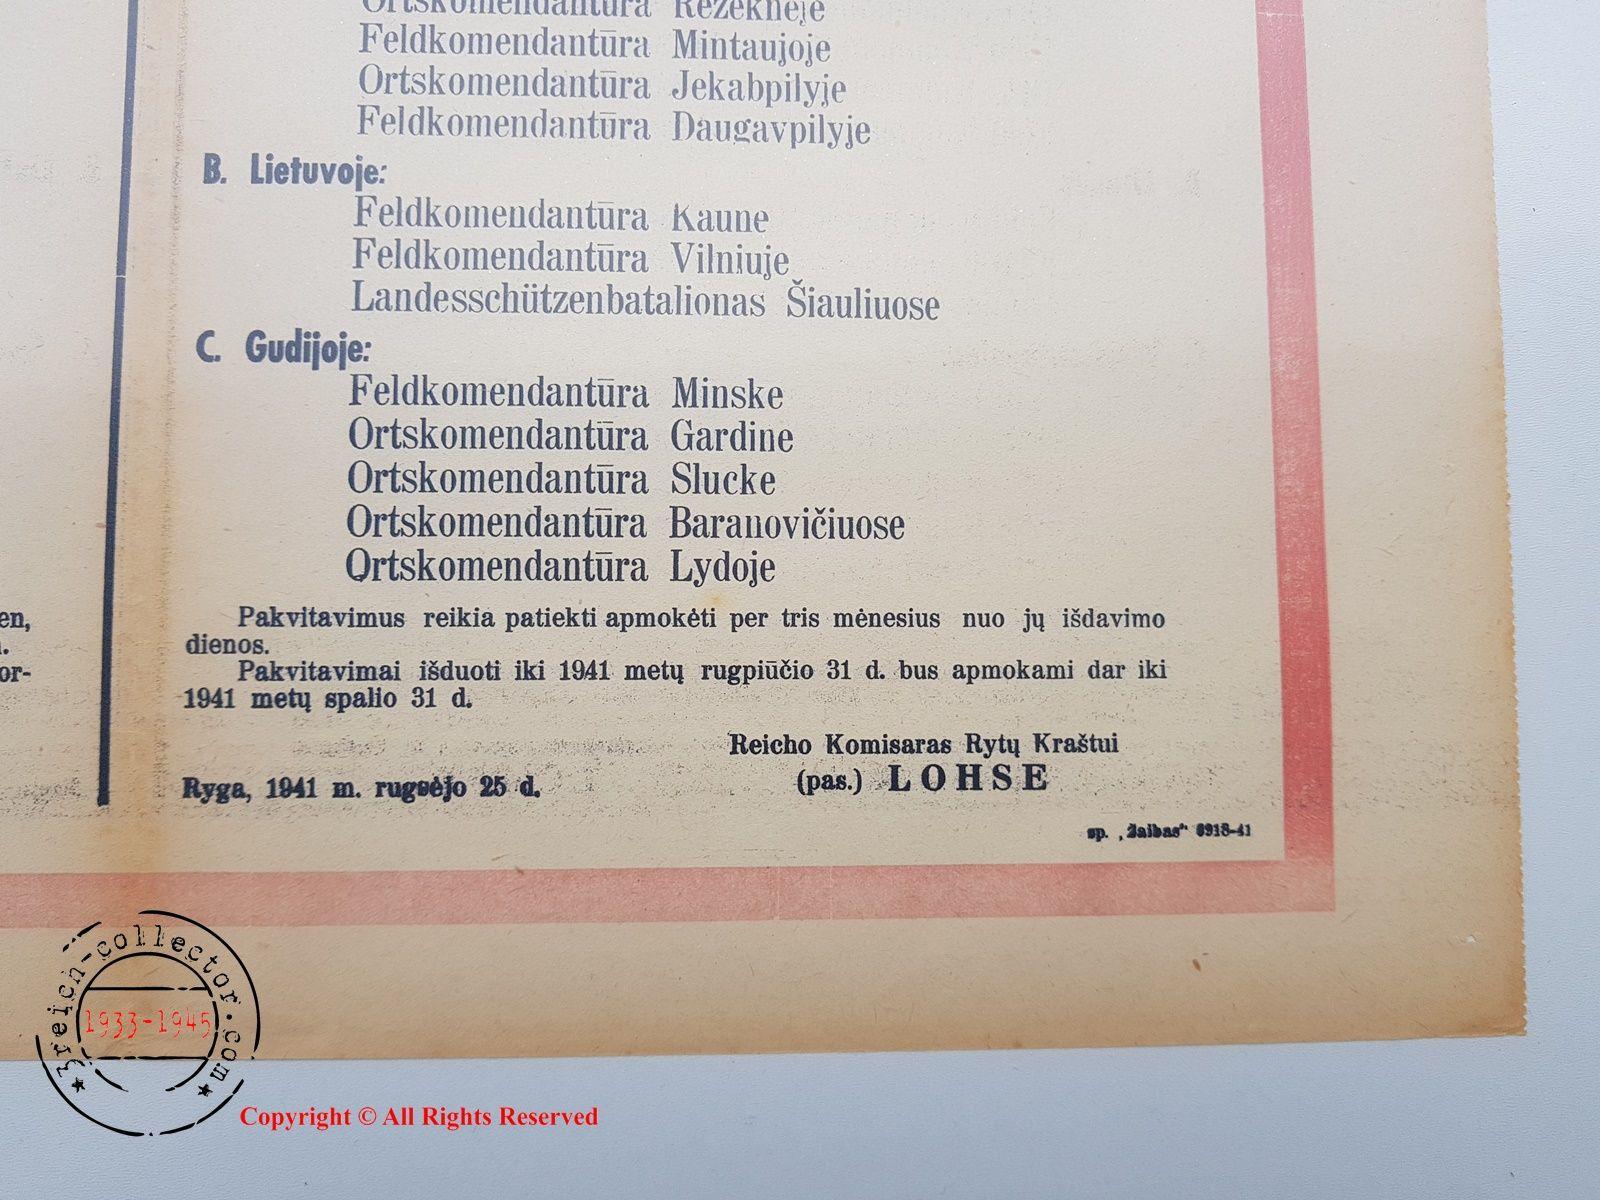 Ortskomendantūra Rėzeknėje
Feldkomendantūra Mintaujoje
Ortskomendantūra Jekabpilyje
Feldkomendantūra Daugavpilyje
B. Lietuvoje:
Feldkomendantūra Kaune
Feldkomendantūra Vilniuje
Landesschützenbatalionas Šiauliuose
C. Gudijoje:
Feldkomendantūra Minske
Ortskomendantūra Gardine
Ortskomendantūra Slucke
Ortskomendantūra Baranovičiuose
Ortskomendantūra Lydoje
Pakvitavimus reikia patiekti apmokėti per tris mėnesius nuo jų išdavimo
dienos.
Pakvitavimai išduoti iki 1941 metų rugpiūčio 31 d. bus apmokami dar iki
1941 metų spalio 31 d.
Reicho Komisaras Rytų Kraštui
(pas.) LOHSE
Ryga, 1941 m. rugsėjo 25 d.
sp. „Žaibas“ 6918-41
en,
or-
3reich-collector.com
1933-1945
Copyright © All Rights Reserved